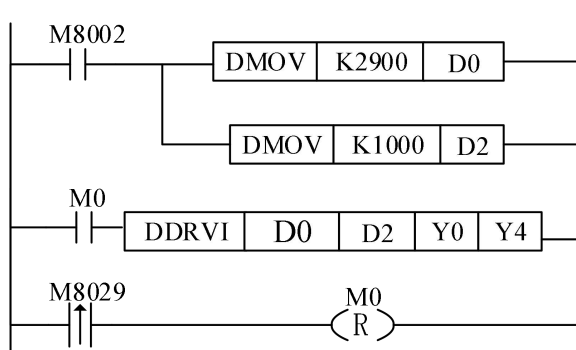 M8002
DMOV K2900 D0
DMOV K1000 D2
M0
DDRVI D0 D2 Y0 Y4
M8029
M0
R